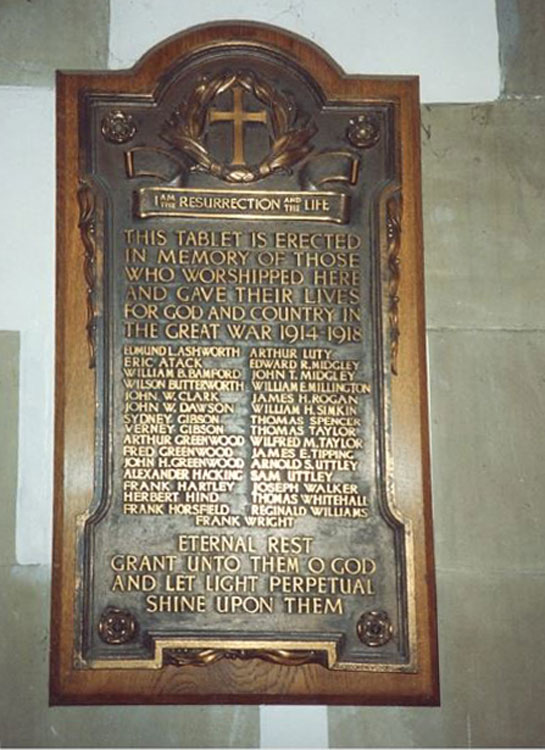 I AM THE RESURRECTION AND THE LIFE
THIS TABLET IS ERECTED
IN MEMORY OF THOSE
WHO WORSHIPPED HERE
AND GAVE THEIR LIVES
FOR GOD AND COUNTRY IN
THE GREAT WAR 1914-1918
EDMUND L. ASHWORTH ARTHUR LUTY
ERIC ATACK EDWARD R. MIDGLEY
WILLIAM B. BAMFORD JOHN T. MIDGLEY
WILSON BUTTERWORTH WILLIAM E. MILLINGTON
JOHN W. CLARK JAMES H. ROGAN
JOHN W. DAWSON WILLIAM H. SIMKIN
SYDNEY GIBSON THOMAS SPENCER
VERNEY GIBSON THOMAS TAYLOR
ARTHUR GREENWOOD WILFRED M. TAYLOR
FRED GREENWOOD JAMES E. TIPPING
JOHN H. GREENWOOD ARNOLD S. UTTLEY
ALEXANDER HACKING SAM UTTLEY
FRANK HARTLEY JOSEPH WALKER
HERBERT HIND THOMAS WHITEHALL
FRANK HORSFIELD REGINALD WILLIAMS
FRANK WRIGHT
ETERNAL REST
GRANT UNTO THEM O GOD
AND LET LIGHT PERPETUAL
SHINE UPON THEM